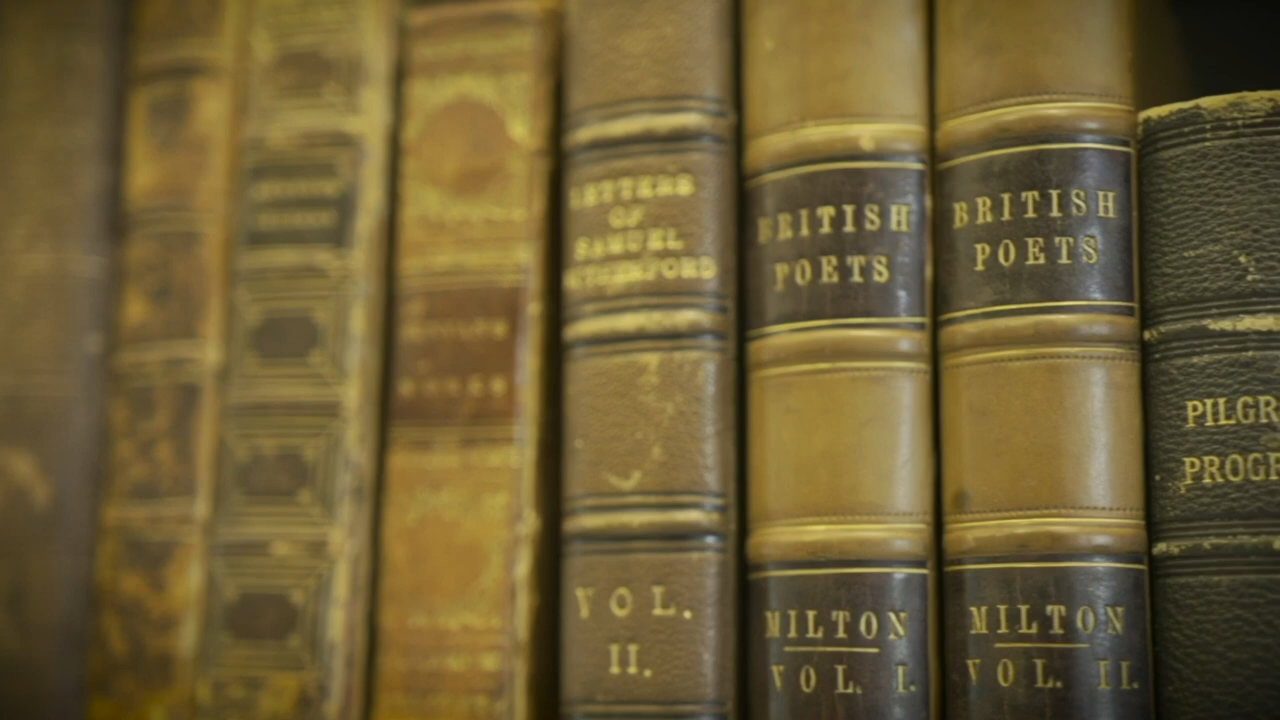 LETTERS
OF
SAMUEL
RUTHERFORD
VOL.
II.
BRITISH
POETS
MILTON
VOL. I.
BRITISH
POETS
MILTON
VOL. II.
PILGR
PROGR